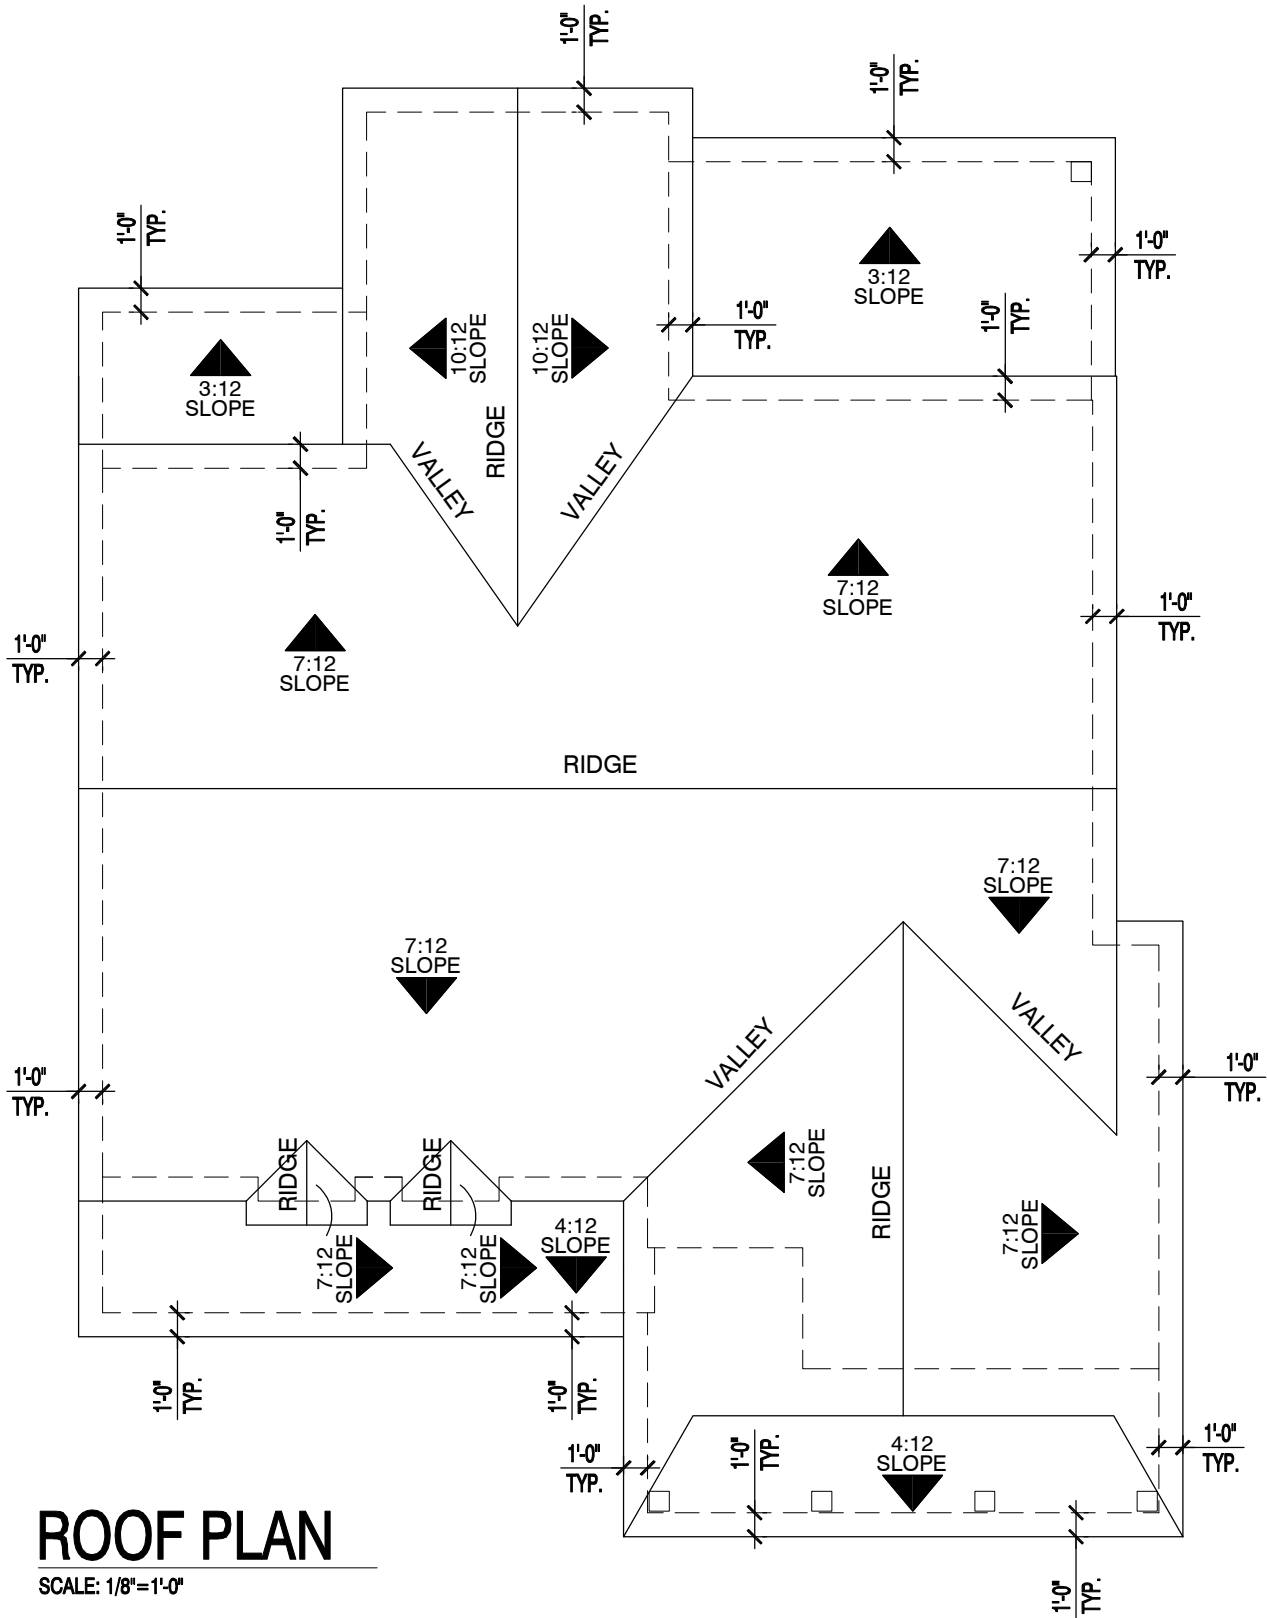 1'-0"
TYP.
1'-0"
TYP.
1'-0"
TYP.
1'-0"
TYP.
3:12
SLOPE
1'-0"
TYP.
1'-0"
TYP.
10:12
SLOPE
10:12
SLOPE
3:12
SLOPE
RIDGE
VALLEY
VALLEY
1'-0"
TYP.
7:12
SLOPE
1'-0"
TYP.
1'-0"
TYP.
7:12
SLOPE
RIDGE
7:12
SLOPE
7:12
SLOPE
VALLEY
VALLEY
1'-0"
TYP.
1'-0"
TYP.
RIDGE
RIDGE
7:12
SLOPE
RIDGE
7:12
SLOPE
7:12
SLOPE
7:12
SLOPE
4:12
SLOPE
1'-0"
TYP.
1'-0"
TYP.
1'-0"
TYP.
1'-0"
TYP.
4:12
SLOPE
1'-0"
TYP.
1'-0"
TYP.
ROOF PLAN
SCALE: 1/8"=1'-0"